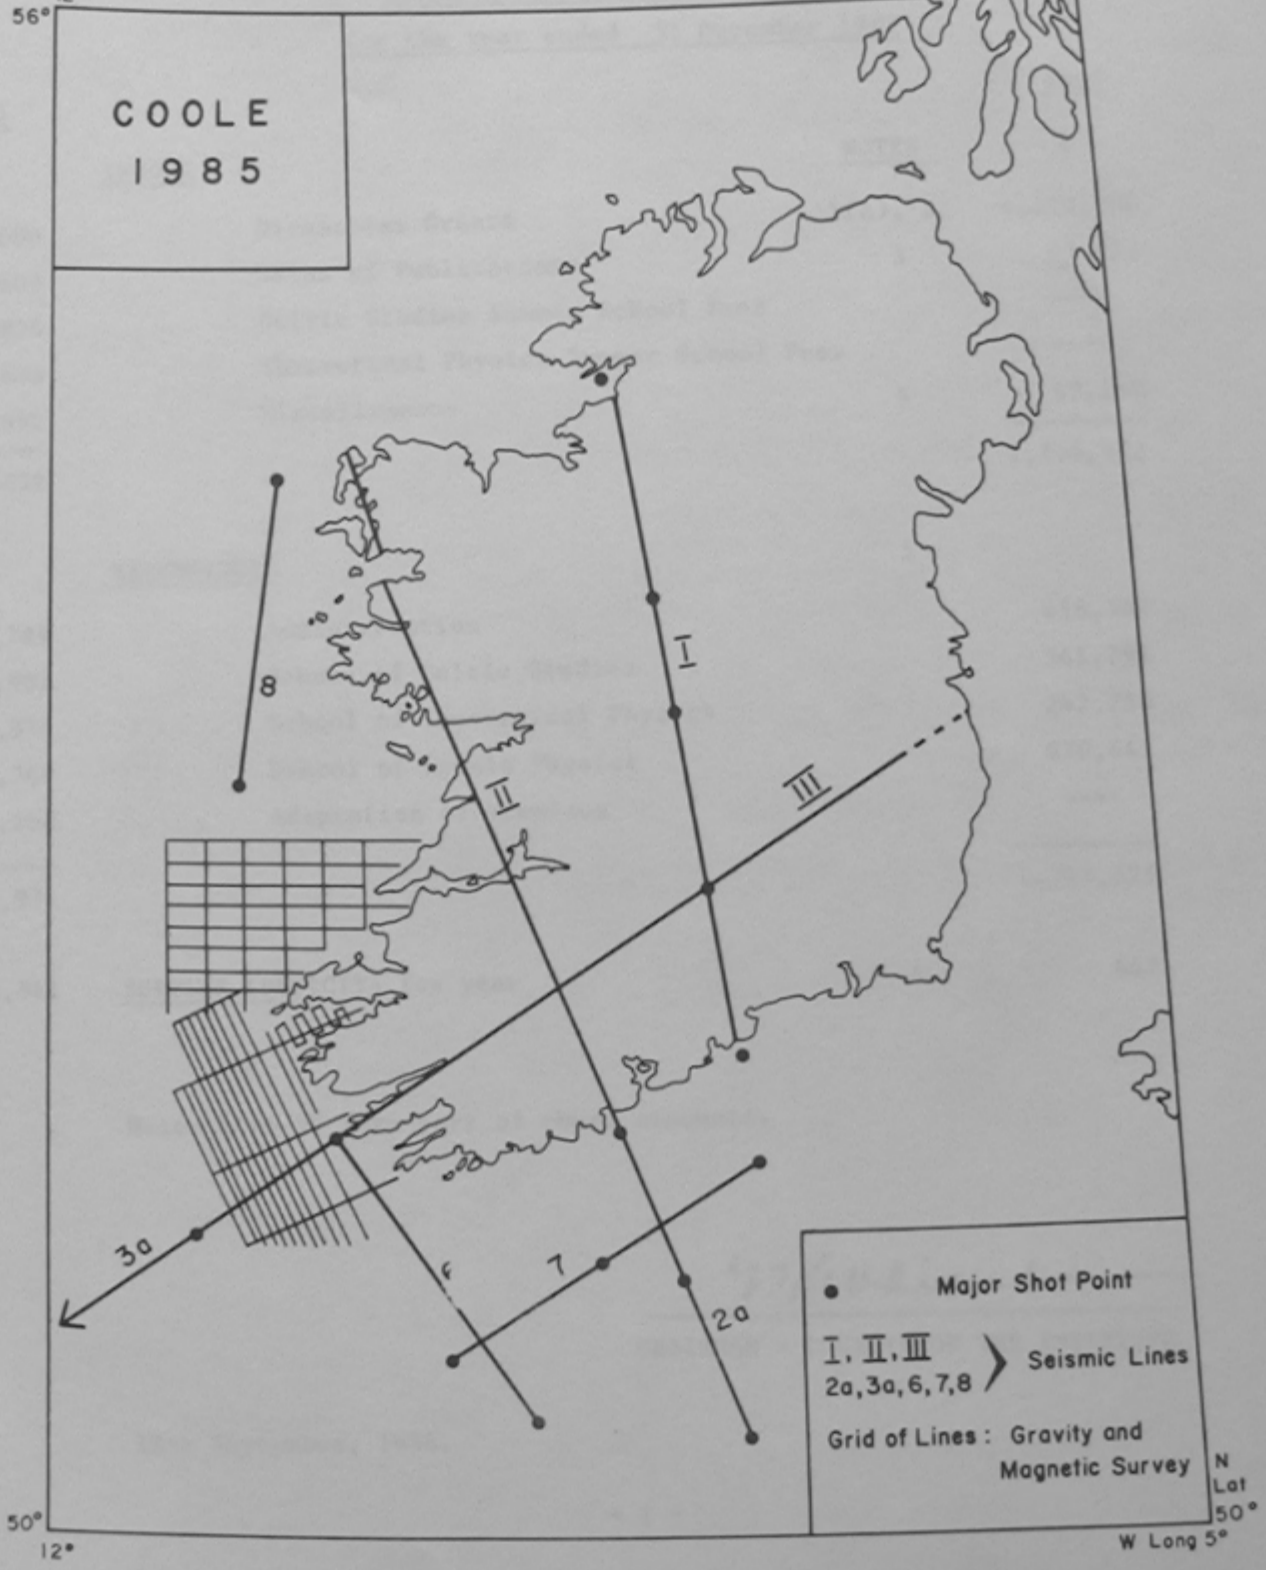 56°
COOLE
1985
I
8
II
III
3a
7
2a
Major Shot Point
I, II, III
2a, 3a, 6, 7, 8
Seismic Lines
Grid of Lines : Gravity and
Magnetic Survey
N
Lat
50°
50°
12°
W Long 5°